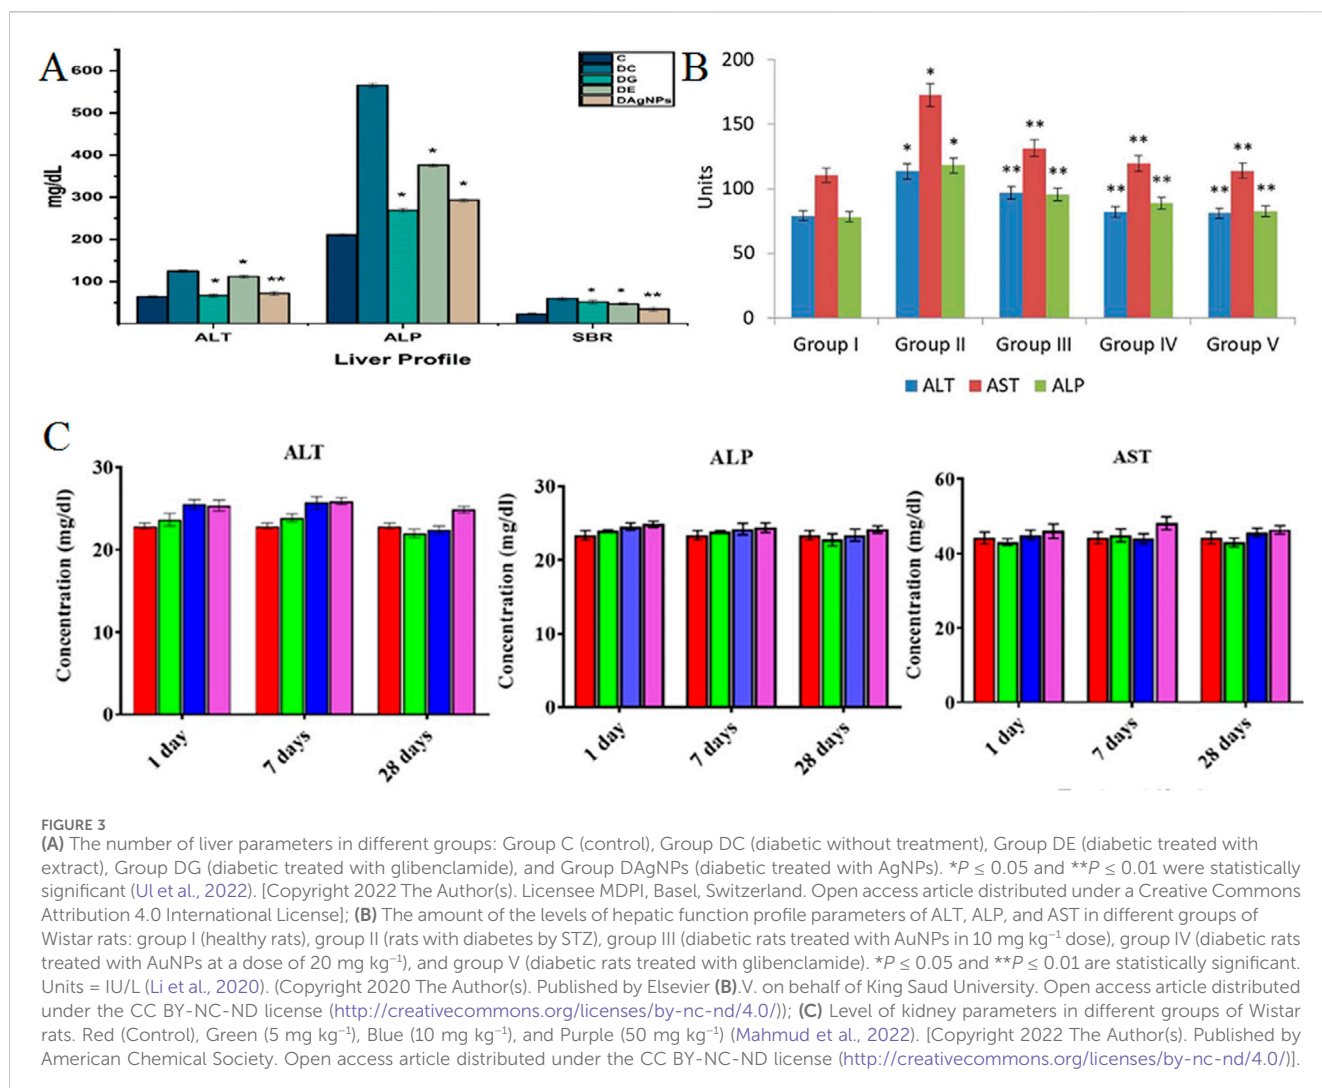 A
600
500
400
300
200
100
mg/dL
C
DC
DG
DE
DAgNPs
* * **
* * *
* * **
ALT ALP SBR
Liver Profile
B
200
150
100
50
0
Units
* * *
** ** **
** ** **
** ** **
Group I Group II Group III Group IV Group V
ALT AST ALP
C
ALT
30
20
10
0
Concentration (mg/dl)
1 day 7 days 28 days
ALP
30
20
10
0
Concentration (mg/dl)
1 day 7 days 28 days
AST
60
40
20
0
Concentration (mg/dl)
1 day 7 days 28 days
FIGURE 3
(A) The number of liver parameters in different groups: Group C (control), Group DC (diabetic without treatment), Group DE (diabetic treated with
extract), Group DG (diabetic treated with glibenclamide), and Group DAgNPs (diabetic treated with AgNPs). *P ≤ 0.05 and **P ≤ 0.01 were statistically
significant (Ul et al., 2022). [Copyright 2022 The Author(s). Licensee MDPI, Basel, Switzerland. Open access article distributed under a Creative Commons
Attribution 4.0 International License]; (B) The amount of the levels of hepatic function profile parameters of ALT, ALP, and AST in different groups of
Wistar rats: group I (healthy rats), group II (rats with diabetes by STZ), group III (diabetic rats treated with AuNPs in 10 mg kg⁻¹ dose), group IV (diabetic rats
treated with AuNPs at a dose of 20 mg kg⁻¹), and group V (diabetic rats treated with glibenclamide). *P ≤ 0.05 and **P ≤ 0.01 are statistically significant.
Units = IU/L (Li et al., 2020). (Copyright 2020 The Author(s). Published by Elsevier (B).V. on behalf of King Saud University. Open access article distributed
under the CC BY-NC-ND license (http://creativecommons.org/licenses/by-nc-nd/4.0/)); (C) Level of kidney parameters in different groups of Wistar
rats. Red (Control), Green (5 mg kg⁻¹), Blue (10 mg kg⁻¹), and Purple (50 mg kg⁻¹) (Mahmud et al., 2022). [Copyright 2022 The Author(s). Published by
American Chemical Society. Open access article distributed under the CC BY-NC-ND license (http://creativecommons.org/licenses/by-nc-nd/4.0/)].